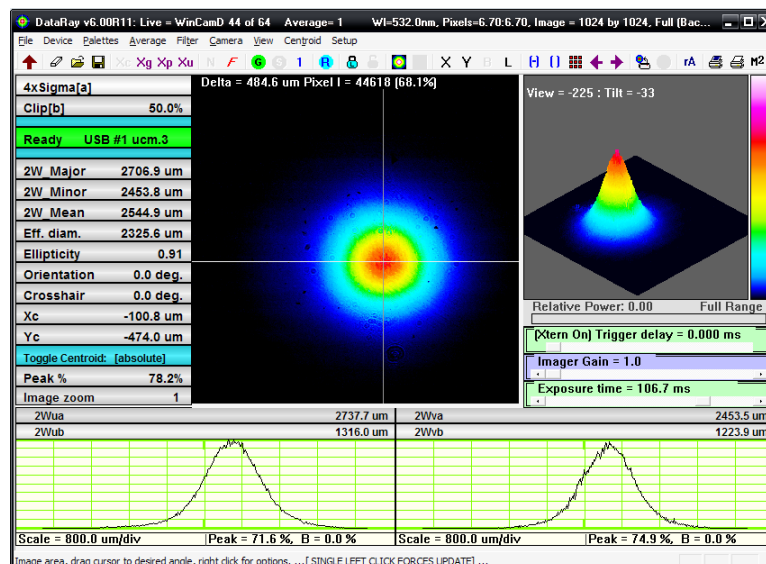 DataRay v6.00R11: Live = WinCamD 44 of 64 Average= 1 Wl=532.0nm, Pixels=6.70:6.70, Image = 1024 by 1024, Full (Bac...
File Device Palettes Average Filter Camera View Centroid Setup
Xc Xg Xp Xu N F G S 1 R X Y B L rA M²
4xSigma[a]
Clip[b] 50.0%
Ready USB #1 ucm.3
2W_Major 2706.9 um
2W_Minor 2453.8 um
2W_Mean 2544.9 um
Eff. diam. 2325.6 um
Ellipticity 0.91
Orientation 0.0 deg.
Crosshair 0.0 deg.
Xc -100.8 um
Yc -474.0 um
Toggle Centroid: [absolute]
Peak % 78.2%
Image zoom 1
Delta = 484.6 um Pixel I = 44618 (68.1%)
View = -225 : Tilt = -33
Relative Power: 0.00 Full Range
(Xtern On) Trigger delay = 0.000 ms
Imager Gain = 1.0
Exposure time = 106.7 ms
2Wua 2737.7 um
2Wub 1316.0 um
2Wva 2453.5 um
2Wvb 1223.9 um
Scale = 800.0 um/div Peak = 71.6 %, B = 0.0 %
Scale = 800.0 um/div Peak = 74.9 %, B = 0.0 %
Image area, drag cursor to desired angle, right click for options. ...[ SINGLE LEFT CLICK FORCES UPDATE] ...